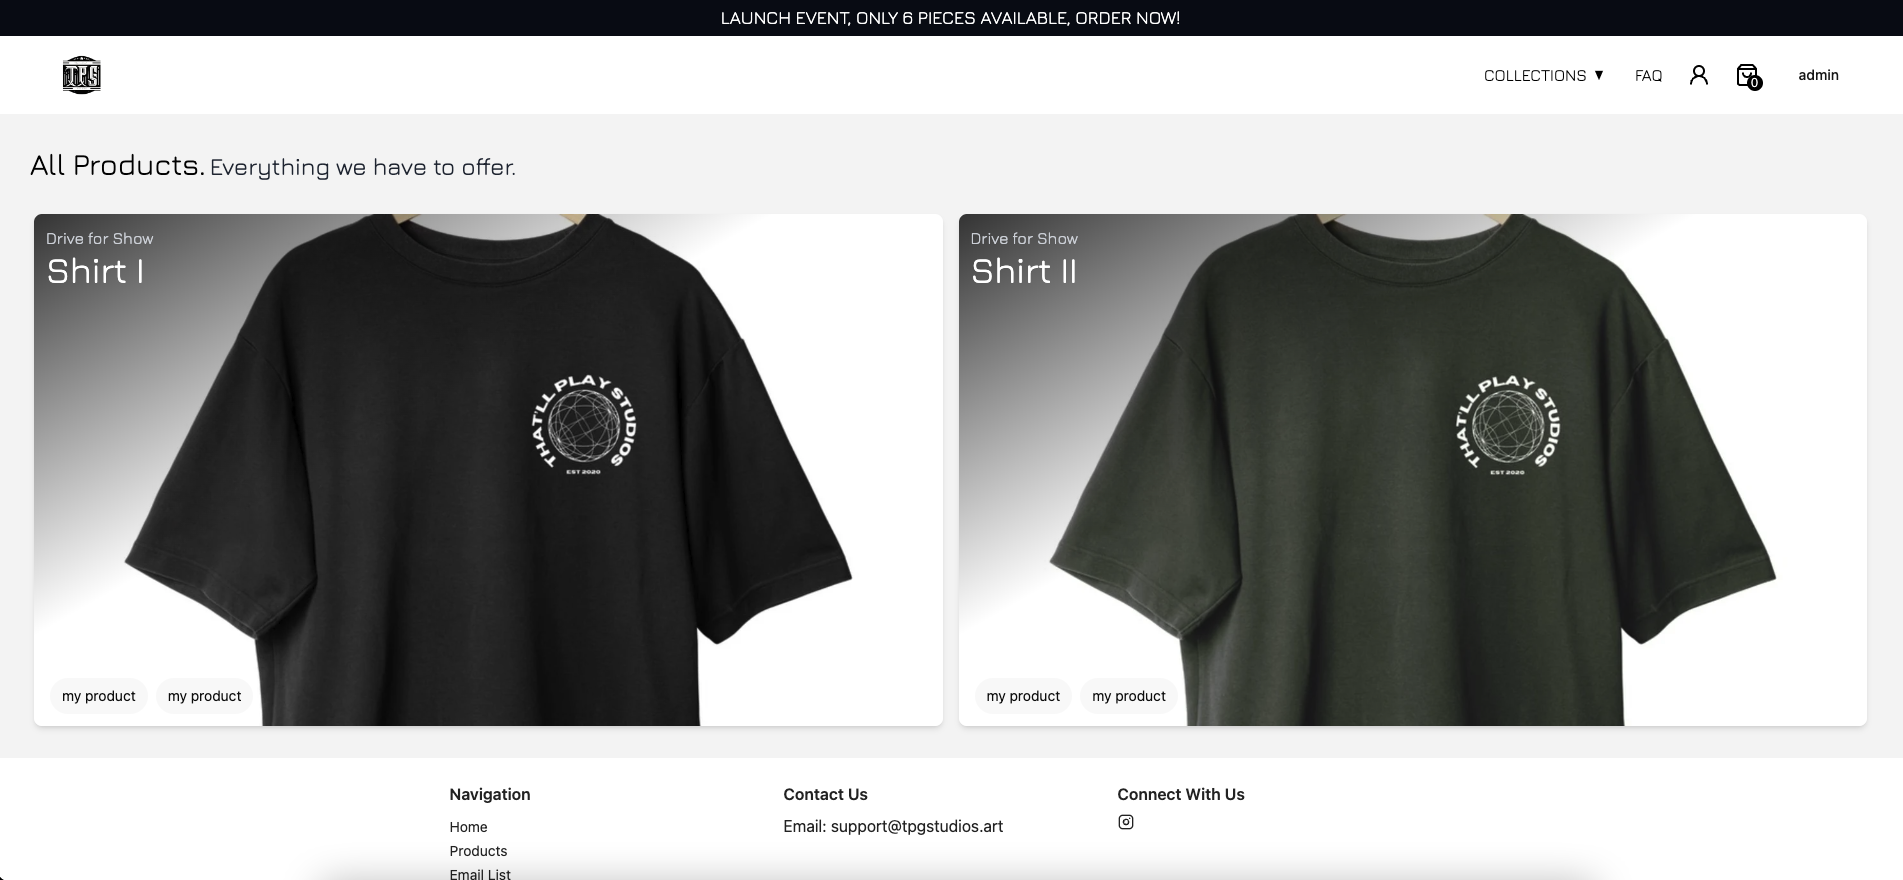 LAUNCH EVENT, ONLY 6 PIECES AVAILABLE, ORDER NOW!
TPS
COLLECTIONS ▼
FAQ
0
admin
All Products. Everything we have to offer.
Drive for Show
Shirt I
THAT'LL PLAY STUDIOS
EST 2020
my product
my product
Drive for Show
Shirt II
THAT'LL PLAY STUDIOS
EST 2020
my product
my product
Navigation
Home
Products
Email List
Contact Us
Email: support@tpgstudios.art
Connect With Us